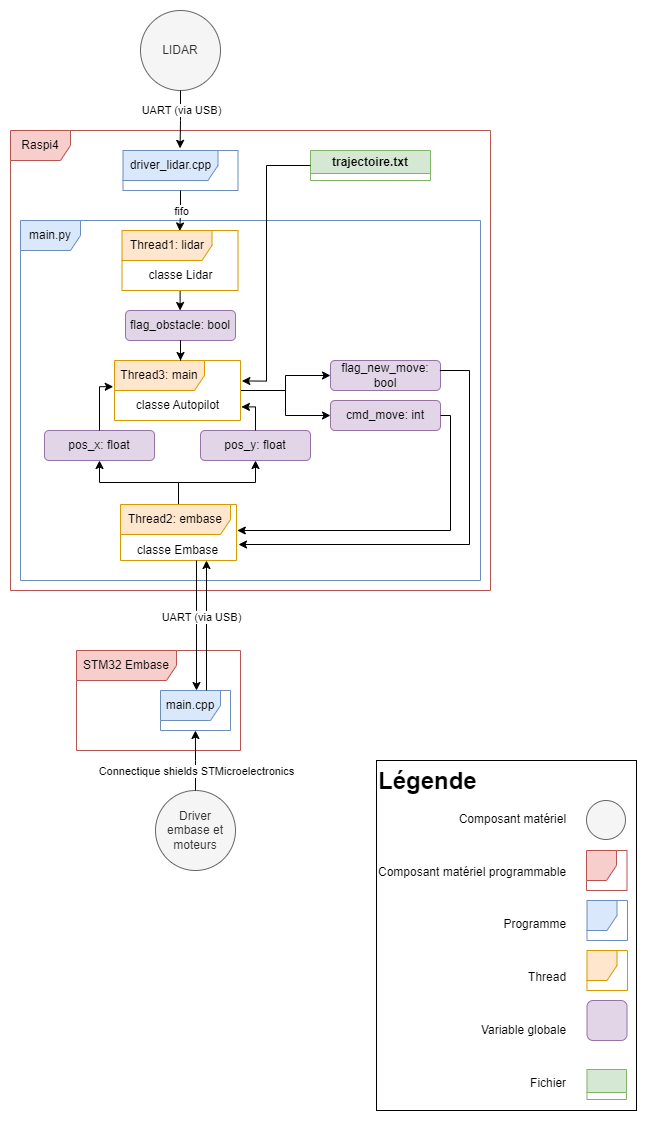 LIDAR
UART (via USB)
Raspi4
driver_lidar.cpp
trajectoire.txt
fifo
main.py
Thread1: lidar
classe Lidar
flag_obstacle: bool
Thread3: main
classe Autopilot
flag_new_move:
bool
cmd_move: int
pos_x: float
pos_y: float
Thread2: embase
classe Embase
UART (via USB)
STM32 Embase
main.cpp
Connectique shields STMicroelectronics
Driver
embase et
moteurs
Légende
Composant matériel
Composant matériel programmable
Programme
Thread
Variable globale
Fichier